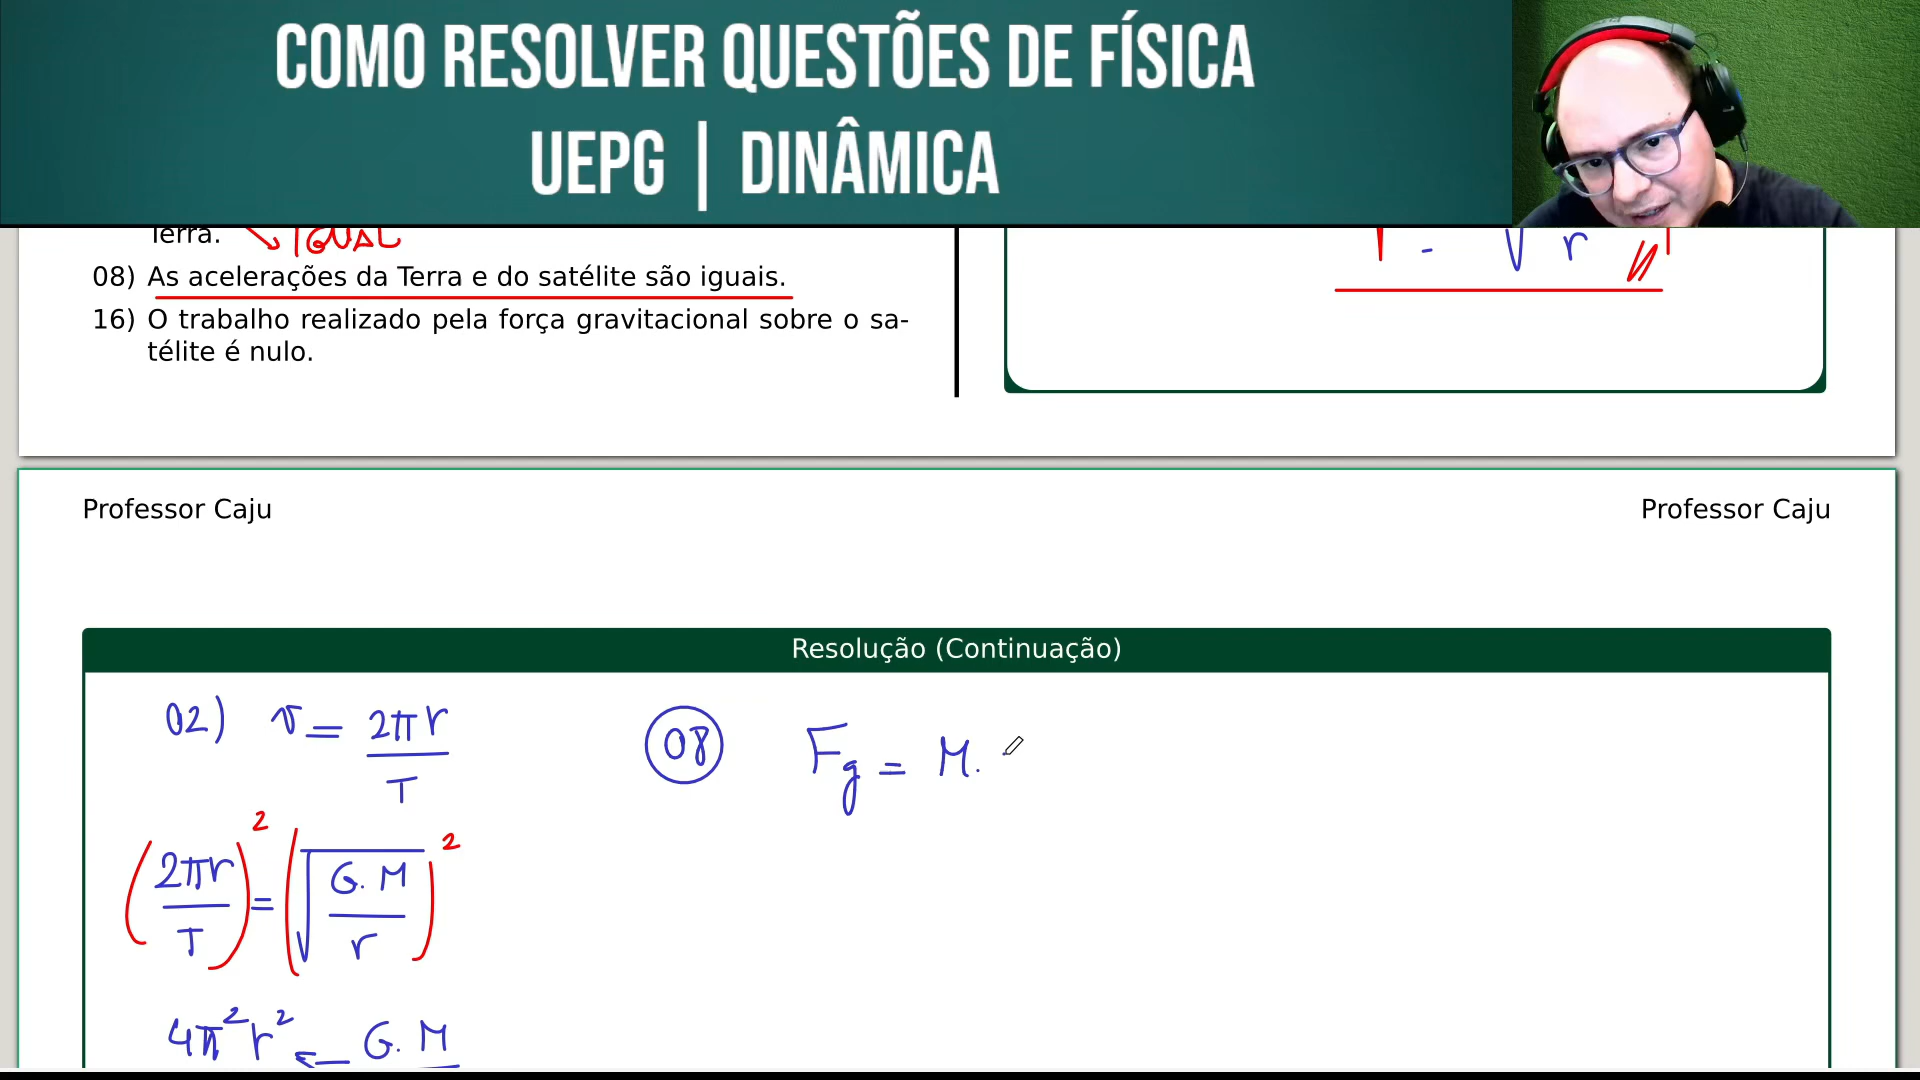 COMO RESOLVER QUESTÕES DE FÍSICA
UEPG | DINÂMICA
Terra. IGUAL
08) As acelerações da Terra e do satélite são iguais.
16) O trabalho realizado pela força gravitacional sobre o sa-
télite é nulo.
r
Professor Caju
Professor Caju
Resolução (Continuação)
02) v = 2πr / T
(2πr / T)² = (√(G.M / r))²
4π²r² = G.M
08 Fg = M.